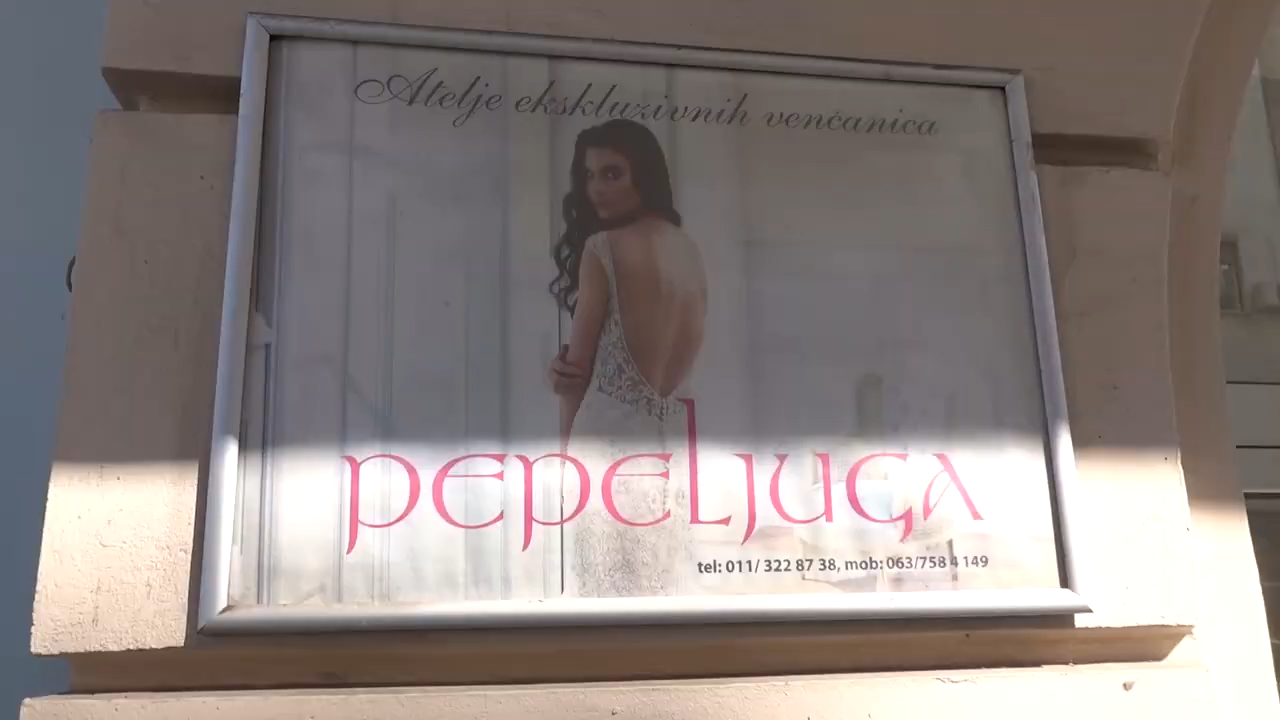 Atelje ekskluzivnih venčanica
pepeljuga
tel: 011/ 322 87 38, mob: 063/758 4 149